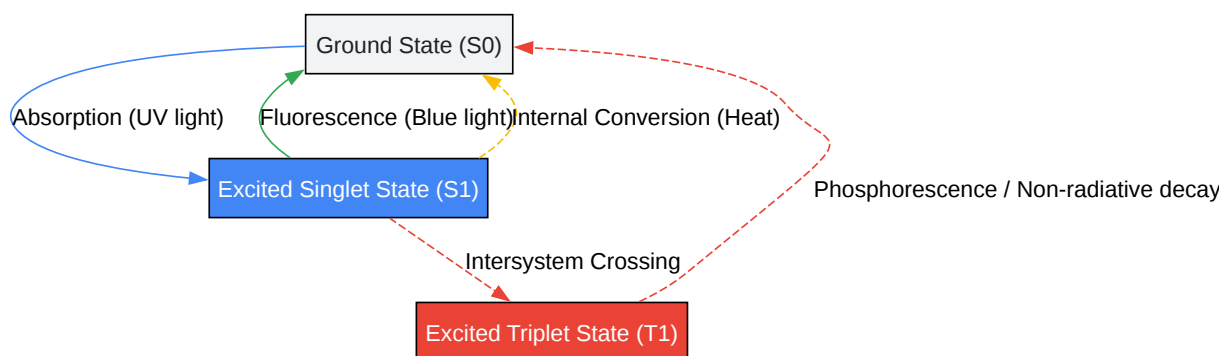 Ground State (S0)
Absorption (UV light)
Fluorescence (Blue light)
Internal Conversion (Heat)
Excited Singlet State (S1)
Phosphorescence / Non-radiative decay
Intersystem Crossing
Excited Triplet State (T1)